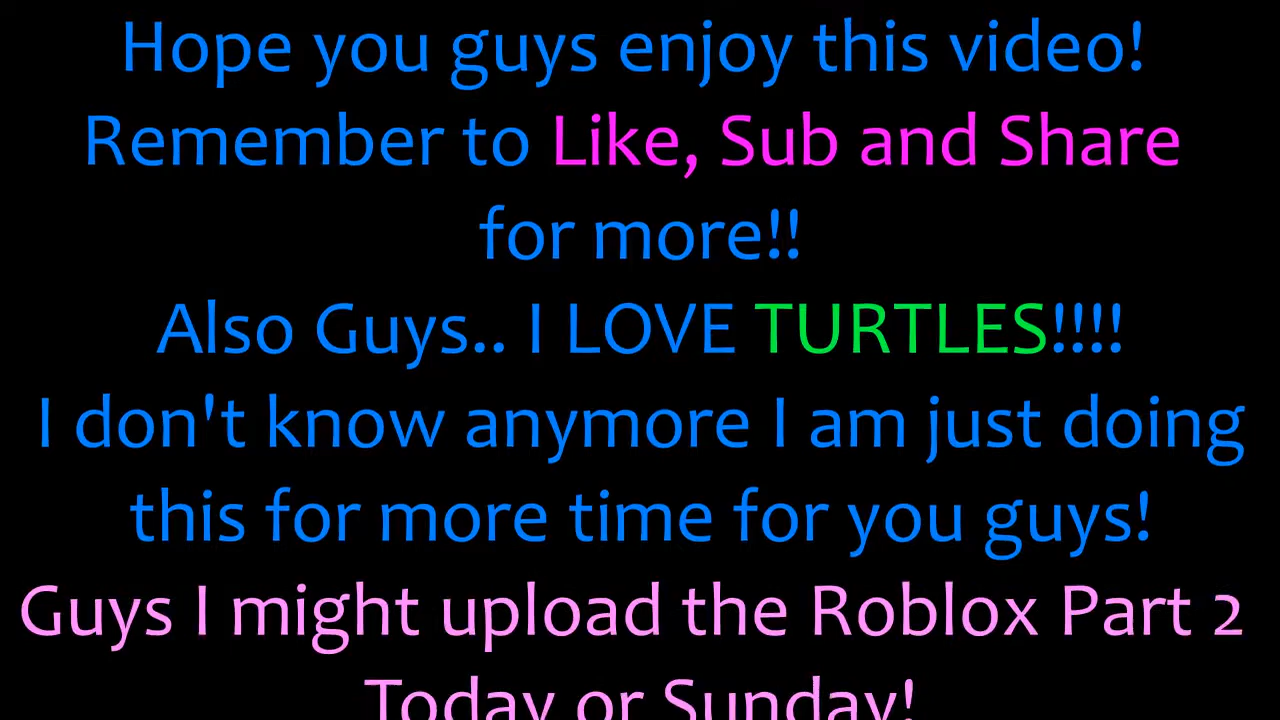 Hope you guys enjoy this video!
Remember to Like, Sub and Share
for more!!
Also Guys.. I LOVE TURTLES!!!!
I don't know anymore I am just doing
this for more time for you guys!
Guys I might upload the Roblox Part 2
Today or Sunday!